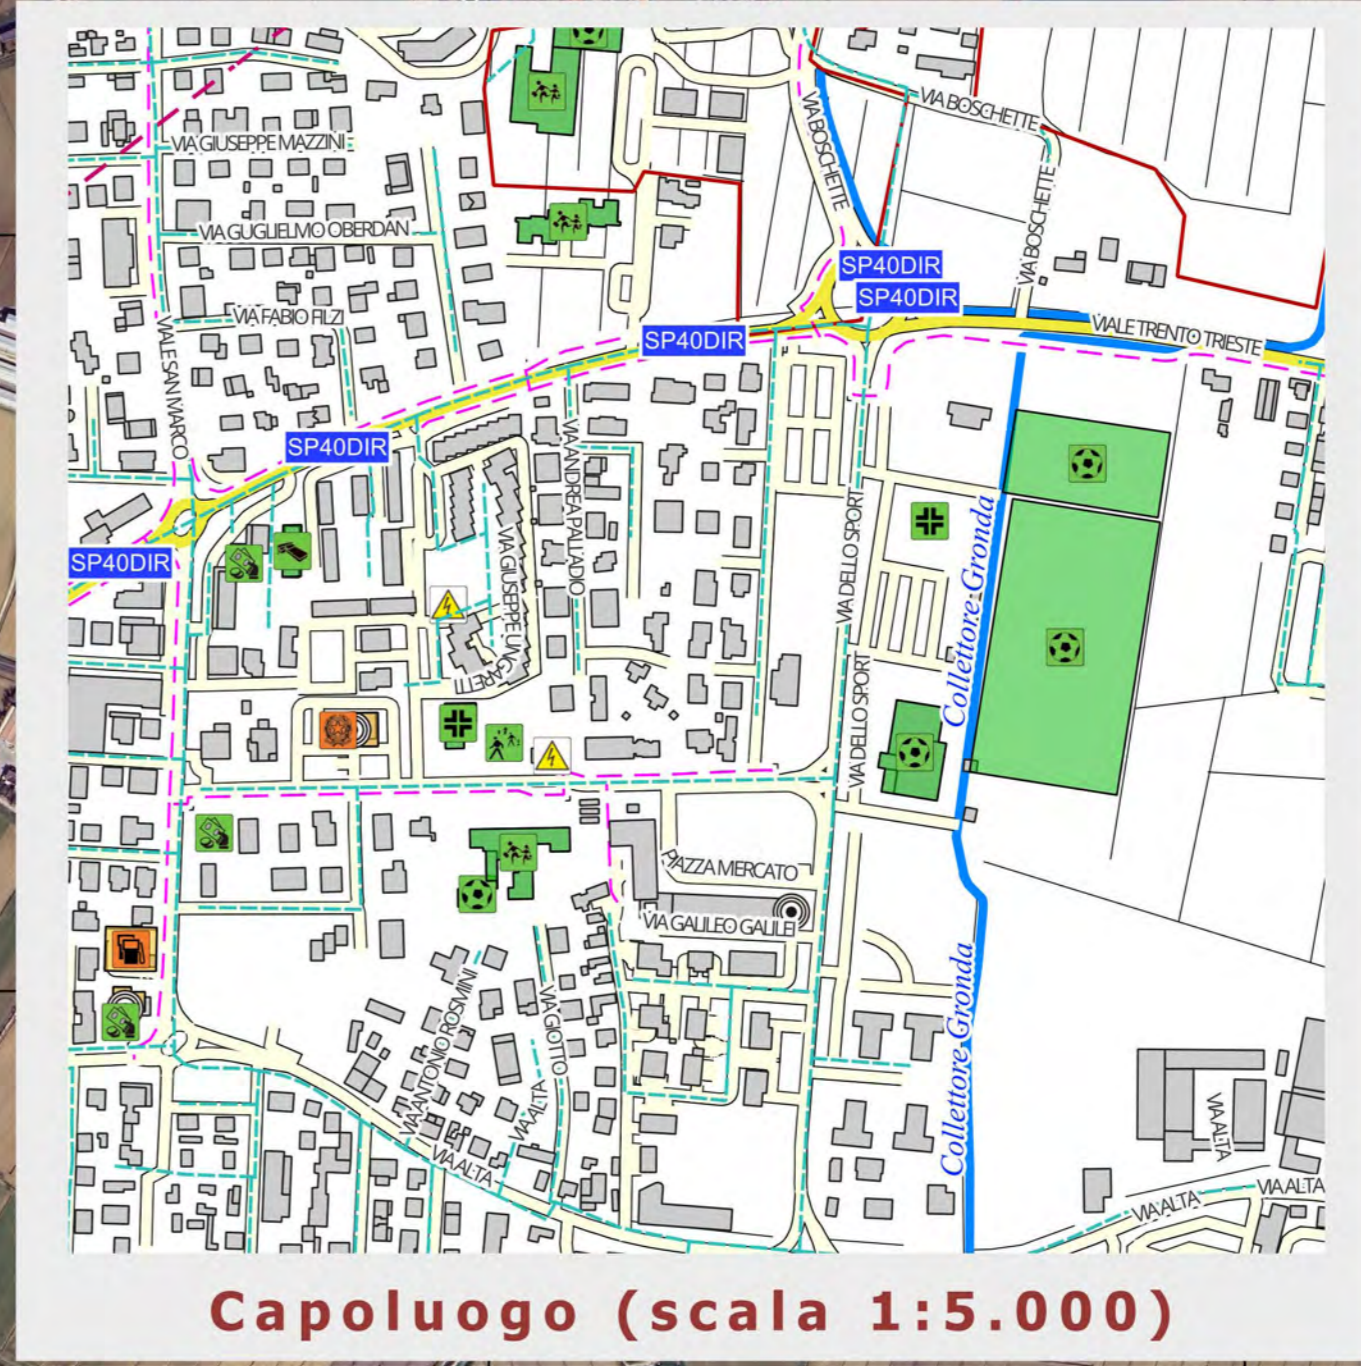 VIA BOSCHETTE
VIA BOSCHETTE
VIA GIUSEPPE MAZZINI
VIA BOSCHETTE
VIA GUGLIELMO OBERDAN
SP40DIR
SP40DIR
VIA FABIO FILZI
SP40DIR
VIALE TRENTO TRIESTE
VIALE SAN MARCO
SP40DIR
VIA ANDREA PALLADIO
VIA DELLO SPORT
Collettore Gronda
SP40DIR
VIA GIUSEPPE UNGARETTI
VIA DELLO SPORT
PIAZZA MERCATO
VIA GALILEO GALILEI
VIA ANTONIO ROSMINI
VIA GIOTTO
Collettore Gronda
VIA ALTA
VIA ALTA
VIA ALTA
VIA ALTA
VIA ALTA
Capoluogo (scala 1:5.000)